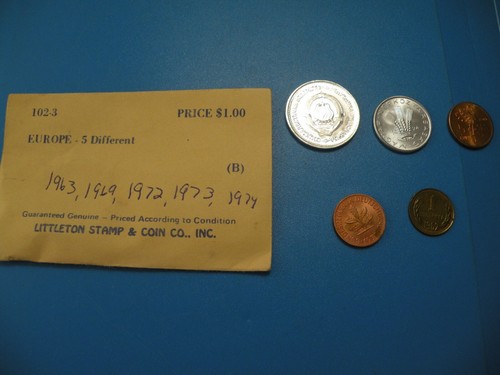 102-3 PRICE $1.00
EUROPE - 5 Different
(B)
1963, 1969, 1972, 1973, 1974
Guaranteed Genuine - Priced According to Condition
LITTLETON STAMP & COIN CO., INC.
1